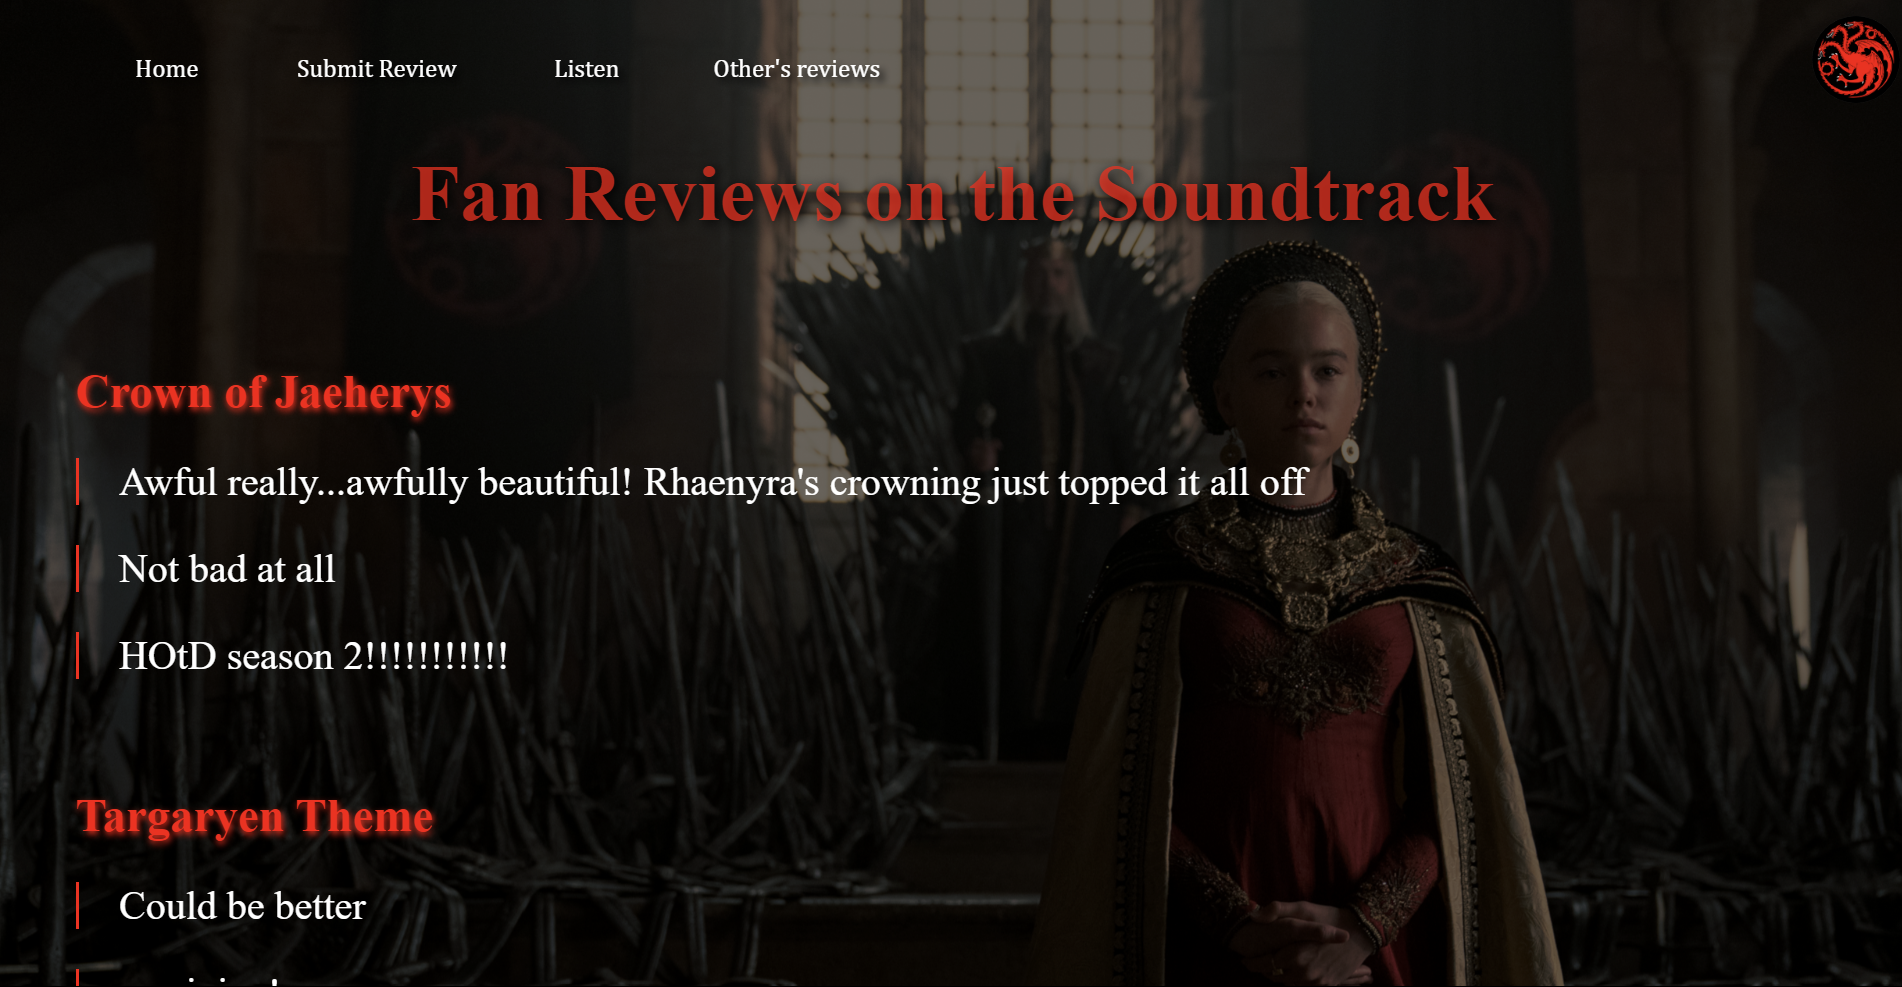 Home
Submit Review
Listen
Other's reviews
Fan Reviews on the Soundtrack
Crown of Jaeherys
Awful really...awfully beautiful! Rhaenyra's crowning just topped it all off
Not bad at all
HOtD season 2!!!!!!!!!!!
Targaryen Theme
Could be better